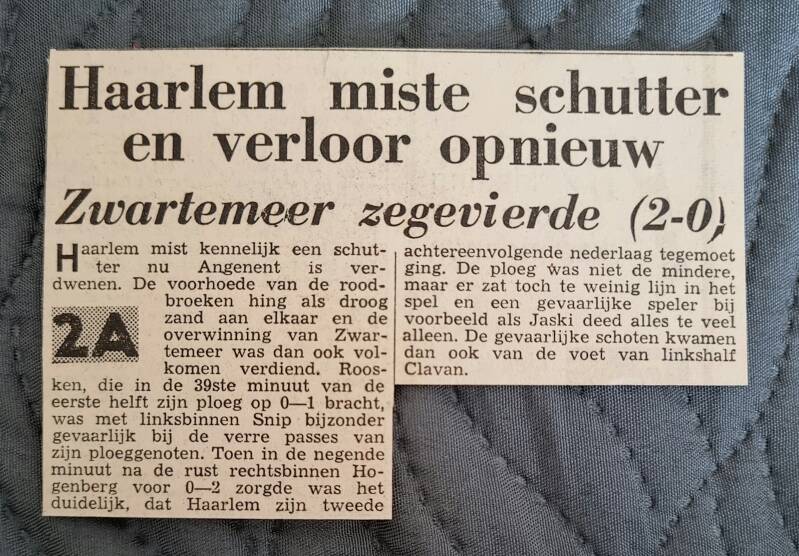 Haarlem miste schutter
en verloor opnieuw
Zwartemeer zegevierde (2-0)
Haarlem mist kennelijk een schut-
ter nu Angenent is ver-
dwenen. De voorhoede van de rood-
broeken hing als droog
zand aan elkaar en de
overwinning van Zwar-
temeer was dan ook vol-
komen verdiend. Roos-
2A
ken, die in de 39ste minuut van de
eerste helft zijn ploeg op 0—1 bracht,
was met linksbinnen Snip bijzonder
gevaarlijk bij de verre passes van
zijn ploeggenoten. Toen in de negende
minuut na de rust rechtsbinnen Ho-
genberg voor 0—2 zorgde was het
duidelijk, dat Haarlem zijn tweede
achtereenvolgende nederlaag tegemoet
ging. De ploeg was niet de mindere,
maar er zat toch te weinig lijn in het
spel en een gevaarlijke speler bij
voorbeeld als Jaski deed alles te veel
alleen. De gevaarlijke schoten kwamen
dan ook van de voet van linkshalf
Clavan.